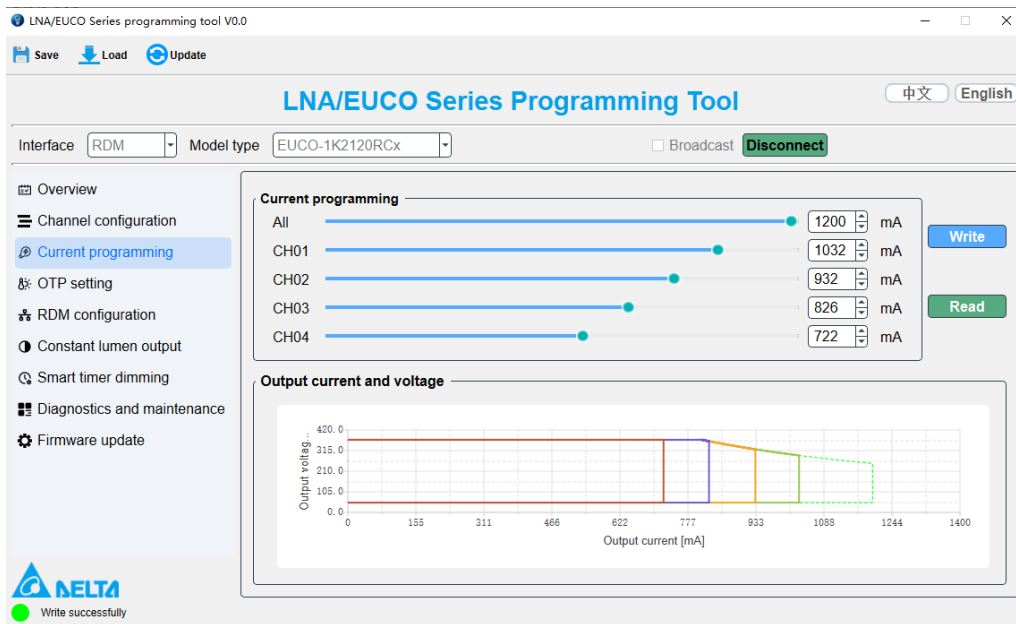 LNA/EUCO Series programming tool V0.0
Save Load Update
LNA/EUCO Series Programming Tool
中文 English
Interface RDM Model type EUCO-1K2120RCx Broadcast Disconnect
Overview
Channel configuration
Current programming
OTP setting
RDM configuration
Constant lumen output
Smart timer dimming
Diagnostics and maintenance
Firmware update
Current programming
All 1200 mA
CH01 1032 mA
CH02 932 mA
CH03 826 mA
CH04 722 mA
Write
Read
Output current and voltage
Output voltag...
420.0
315.0
210.0
105.0
0.0
0 155 311 466 622 777 933 1088 1244 1400
Output current [mA]
DELTA
Write successfully